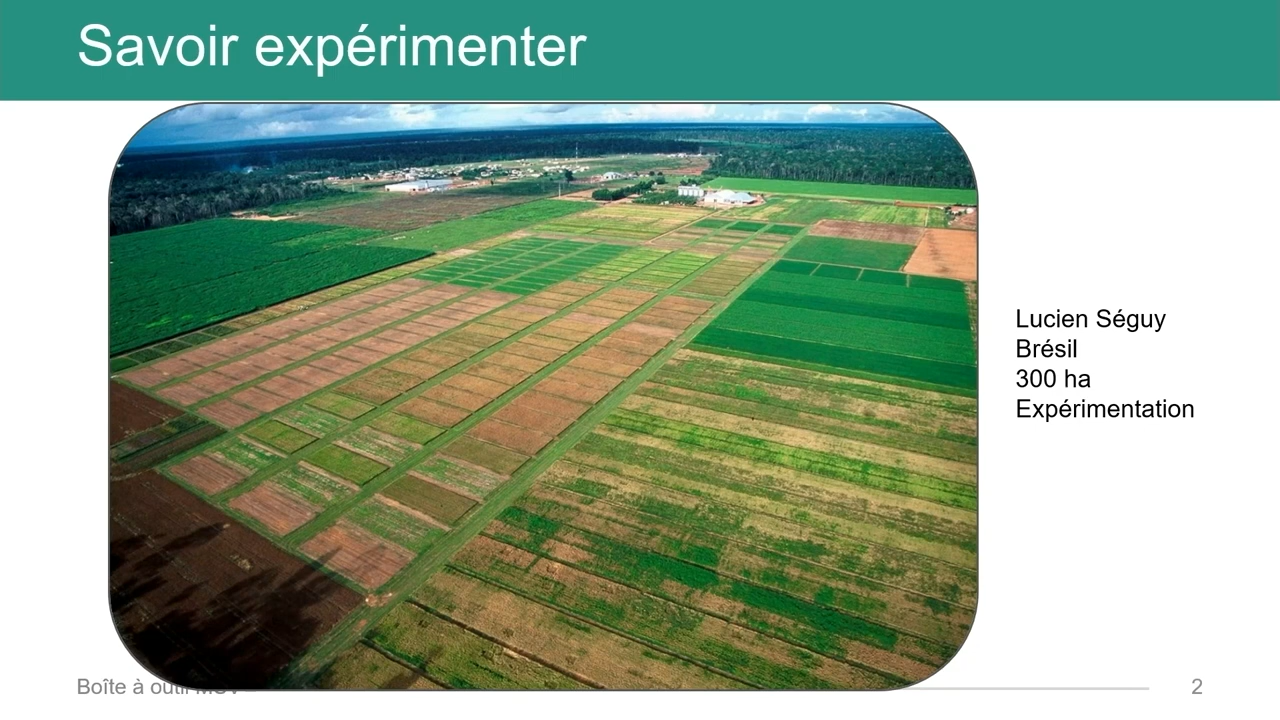 Savoir expérimenter
Lucien Séguy
Brésil
300 ha
Expérimentation
Boîte à outil
2